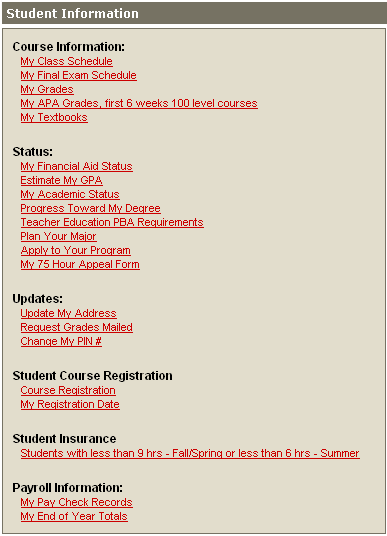 Student Information
Course Information:
My Class Schedule
My Final Exam Schedule
My Grades
My APA Grades, first 6 weeks 100 level courses
My Textbooks
Status:
My Financial Aid Status
Estimate My GPA
My Academic Status
Progress Toward My Degree
Teacher Education PBA Requirements
Plan Your Major
Apply to Your Program
My 75 Hour Appeal Form
Updates:
Update My Address
Request Grades Mailed
Change My PIN #
Student Course Registration
Course Registration
My Registration Date
Student Insurance
Students with less than 9 hrs - Fall/Spring or less than 6 hrs - Summer
Payroll Information:
My Pay Check Records
My End of Year Totals